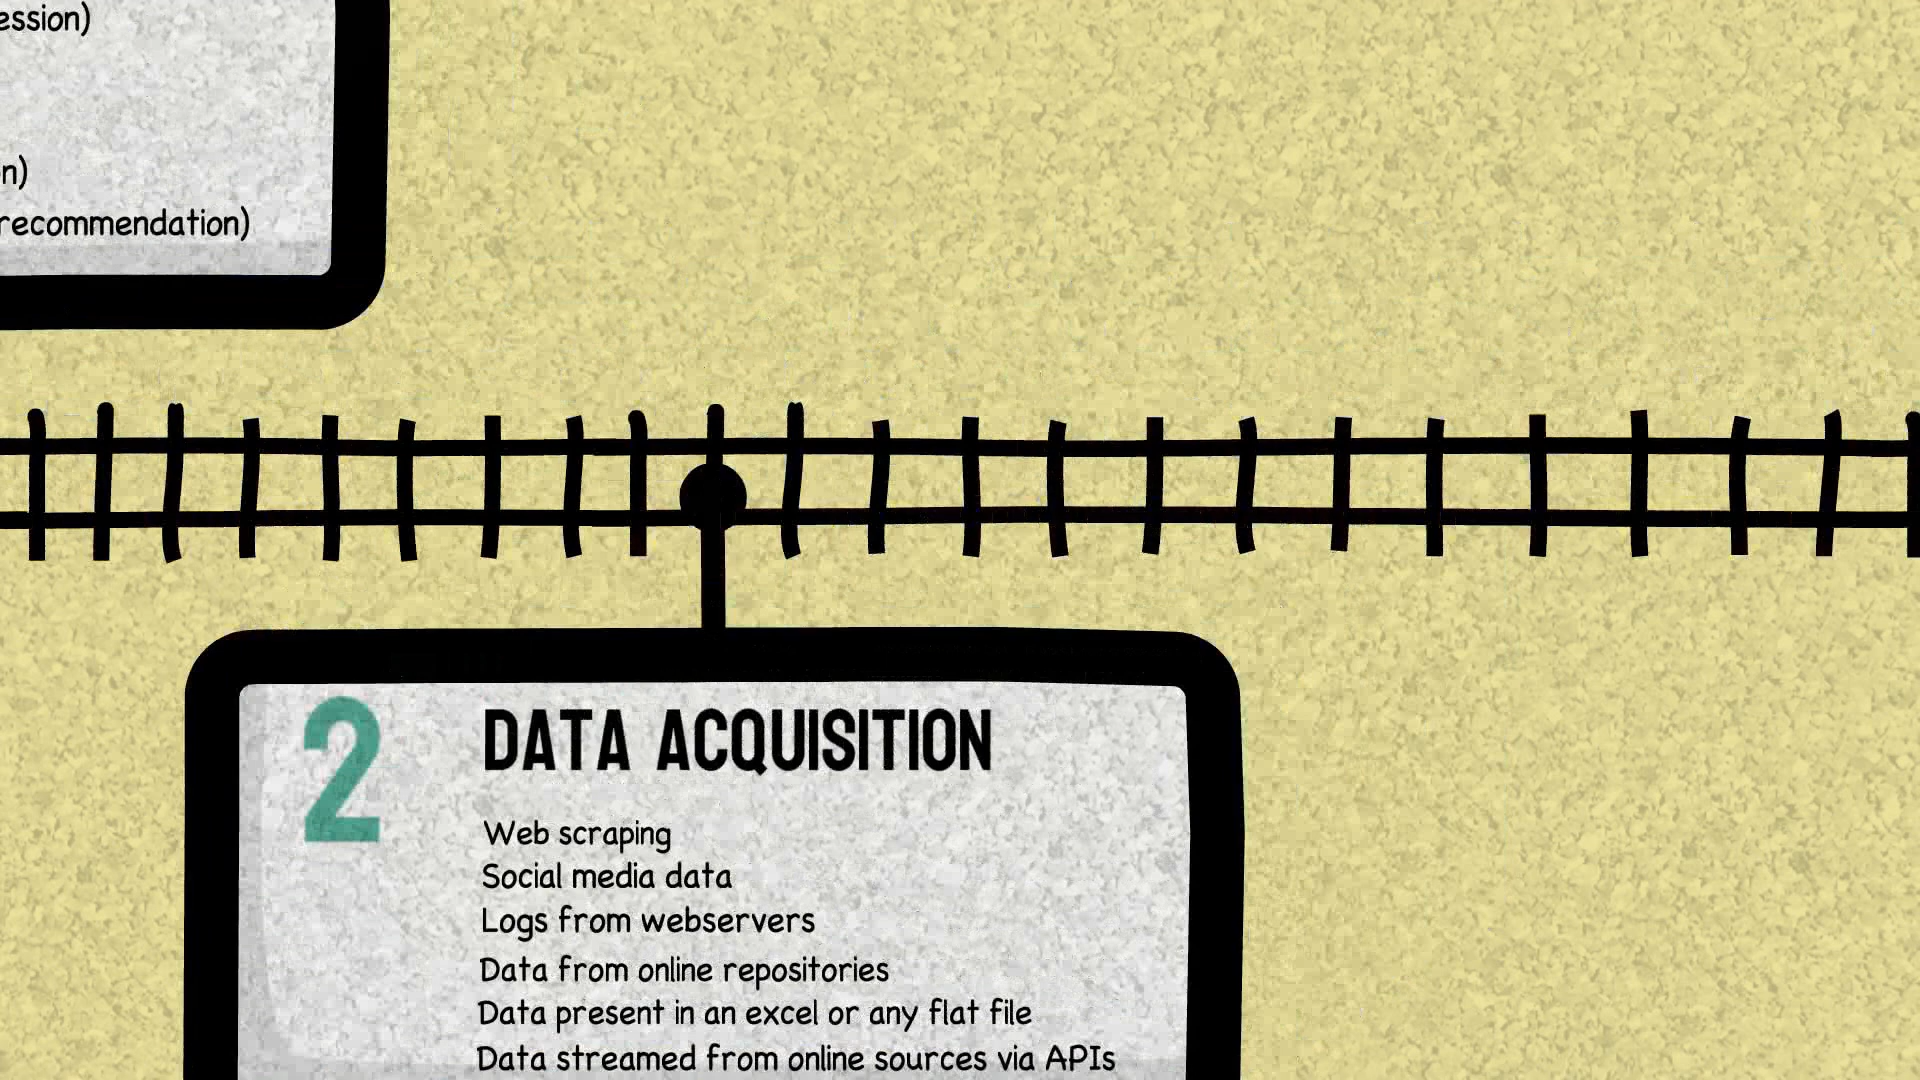 recommendation)
2
DATA ACQUISITION
Web scraping
Social media data
Logs from webservers
Data from online repositories
Data present in an excel or any flat file
Data streamed from online sources via APIs